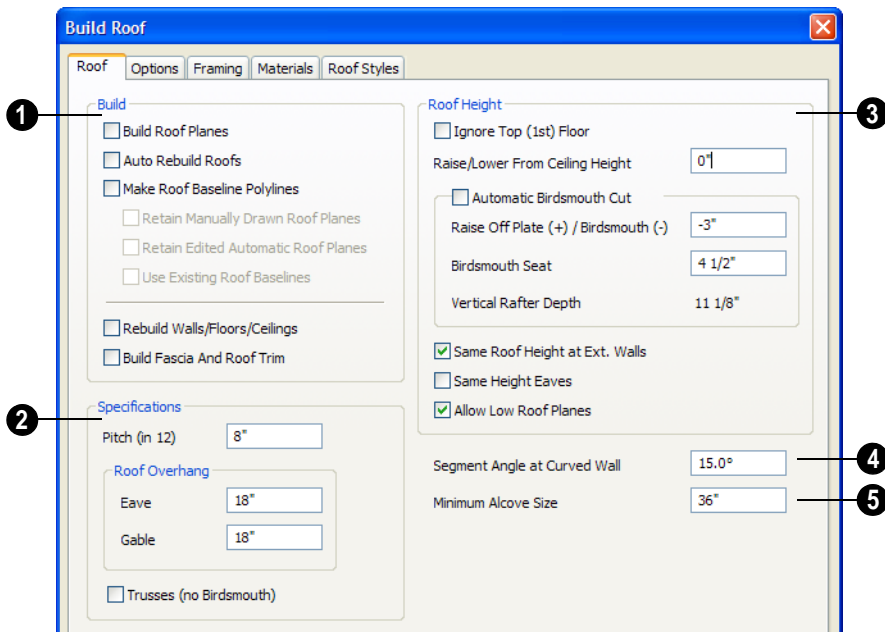 Build Roof
Roof
Options
Framing
Materials
Roof Styles
1
Build
Build Roof Planes
Auto Rebuild Roofs
Make Roof Baseline Polylines
Retain Manually Drawn Roof Planes
Retain Edited Automatic Roof Planes
Use Existing Roof Baselines
Rebuild Walls/Floors/Ceilings
Build Fascia And Roof Trim
2
Specifications
Pitch (in 12) 8"
Roof Overhang
Eave 18"
Gable 18"
Trusses (no Birdsmouth)
3
Roof Height
Ignore Top (1st) Floor
Raise/Lower From Ceiling Height 0"
Automatic Birdsmouth Cut
Raise Off Plate (+) / Birdsmouth (-) -3"
Birdsmouth Seat 4 1/2"
Vertical Rafter Depth 11 1/8"
Same Roof Height at Ext. Walls
Same Height Eaves
Allow Low Roof Planes
Segment Angle at Curved Wall 15.0° 4
Minimum Alcove Size 36" 5